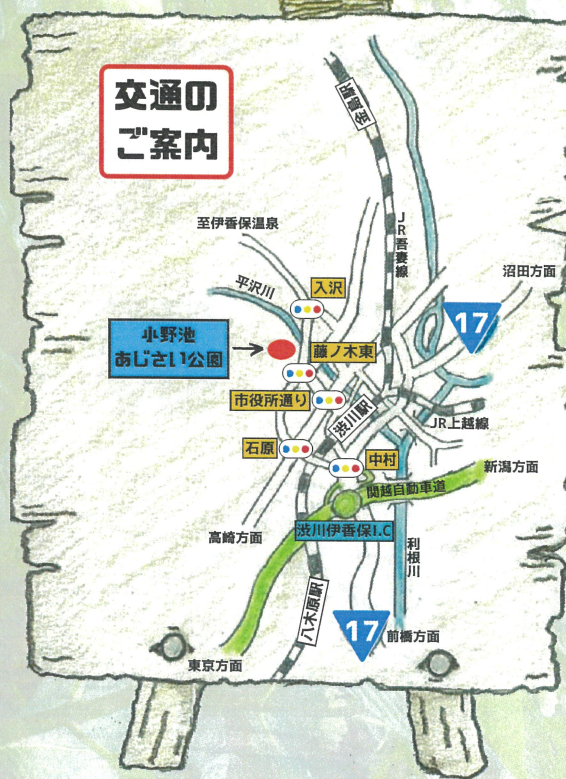 交通の
ご案内
金島駅
JR吾妻線
至伊香保温泉
平沢川
入沢
沼田方面
17
小野池
あじさい公園
藤ノ木東
市役所通り
渋川駅
JR上越線
石原
中村
新潟方面
関越自動車道
高崎方面
渋川伊香保I.C
利根川
八木原駅
17
前橋方面
東京方面